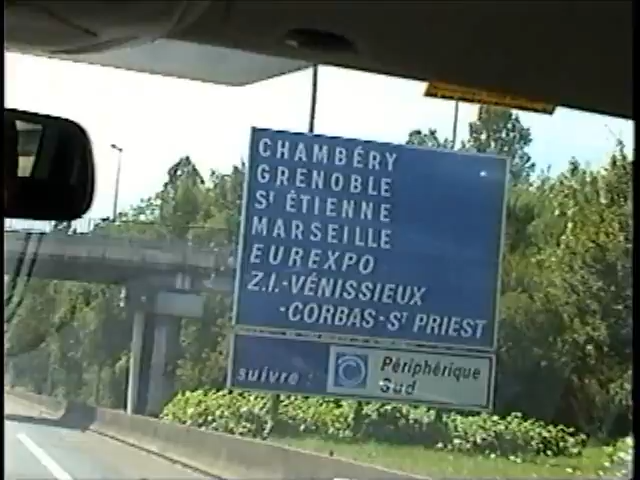 CHAMBÉRY
GRENOBLE
Sᵗ ÉTIENNE
MARSEILLE
EUREXPO
Z.I.-VÉNISSIEUX
-CORBAS-Sᵗ PRIEST
suivre : Périphérique
Sud